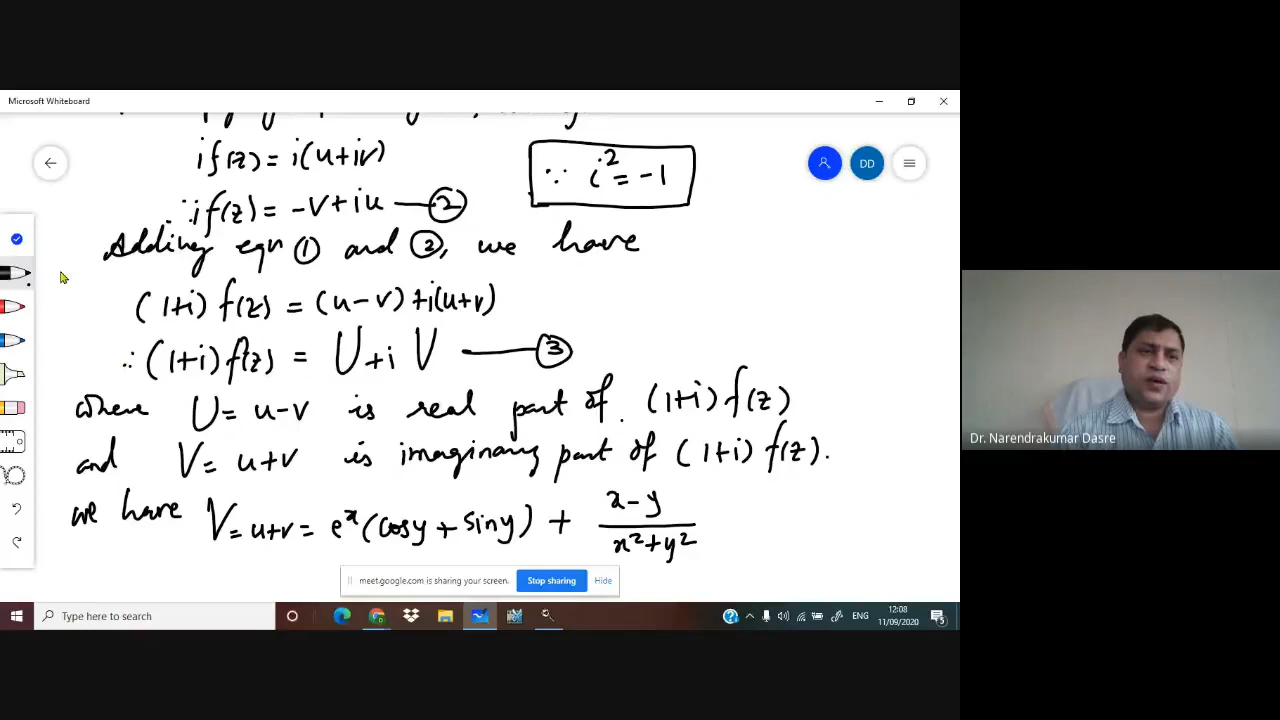 Microsoft Whiteboard
i f(z) = i(u+iv)
∵ i² = -1
DD
∴ i f(z) = -v+iu —②
Adding eqn ① and ②, we have
(1+i) f(z) = (u-v) + i(u+v)
∴ (1+i) f(z) = U + i V —③
where U = u-v is real part of (1+i) f(z)
and V = u+v is imaginary part of (1+i) f(z).
we have V = u+v = e^x (cosy + siny) + (x-y)/(x²+y²)
Dr. Narendrakumar Dasre
meet.google.com is sharing your screen. Stop sharing Hide
Type here to search
ENG
12:08
11/09/2020
5